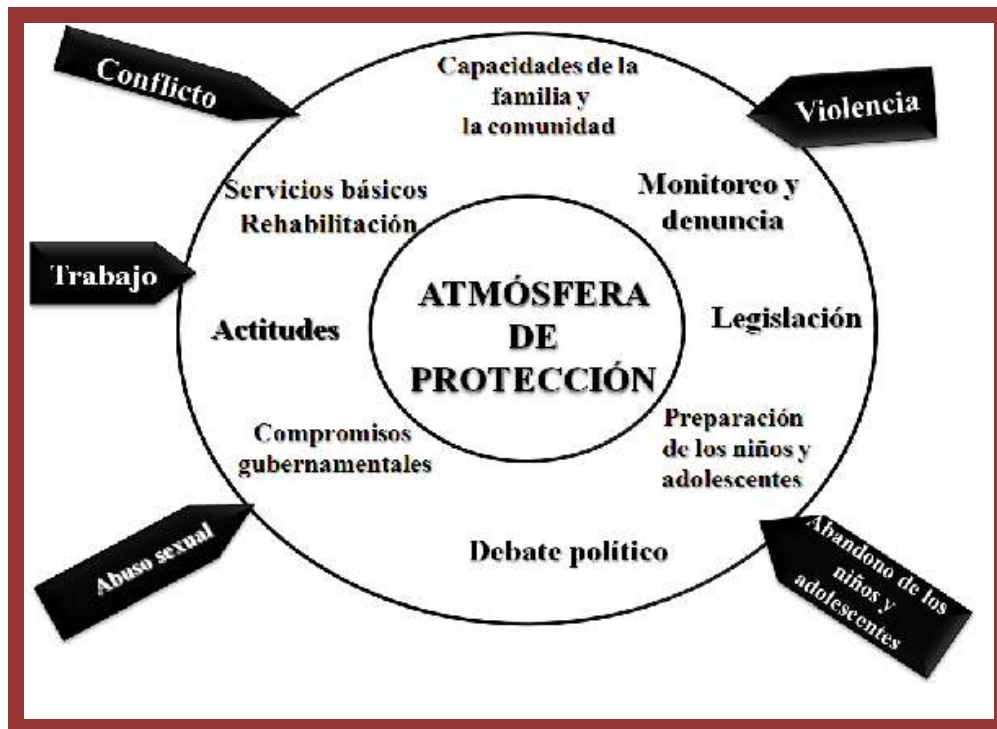 Conflicto
Capacidades de la
familia y
la comunidad
Violencia
Servicios básicos
Rehabilitación
Monitoreo y
denuncia
Trabajo
ATMÓSFERA
DE
PROTECCIÓN
Actitudes
Legislación
Compromisos
gubernamentales
Preparación
de los niños y
adolescentes
Abuso sexual
Debate político
Abandono de los
niños y
adolescentes